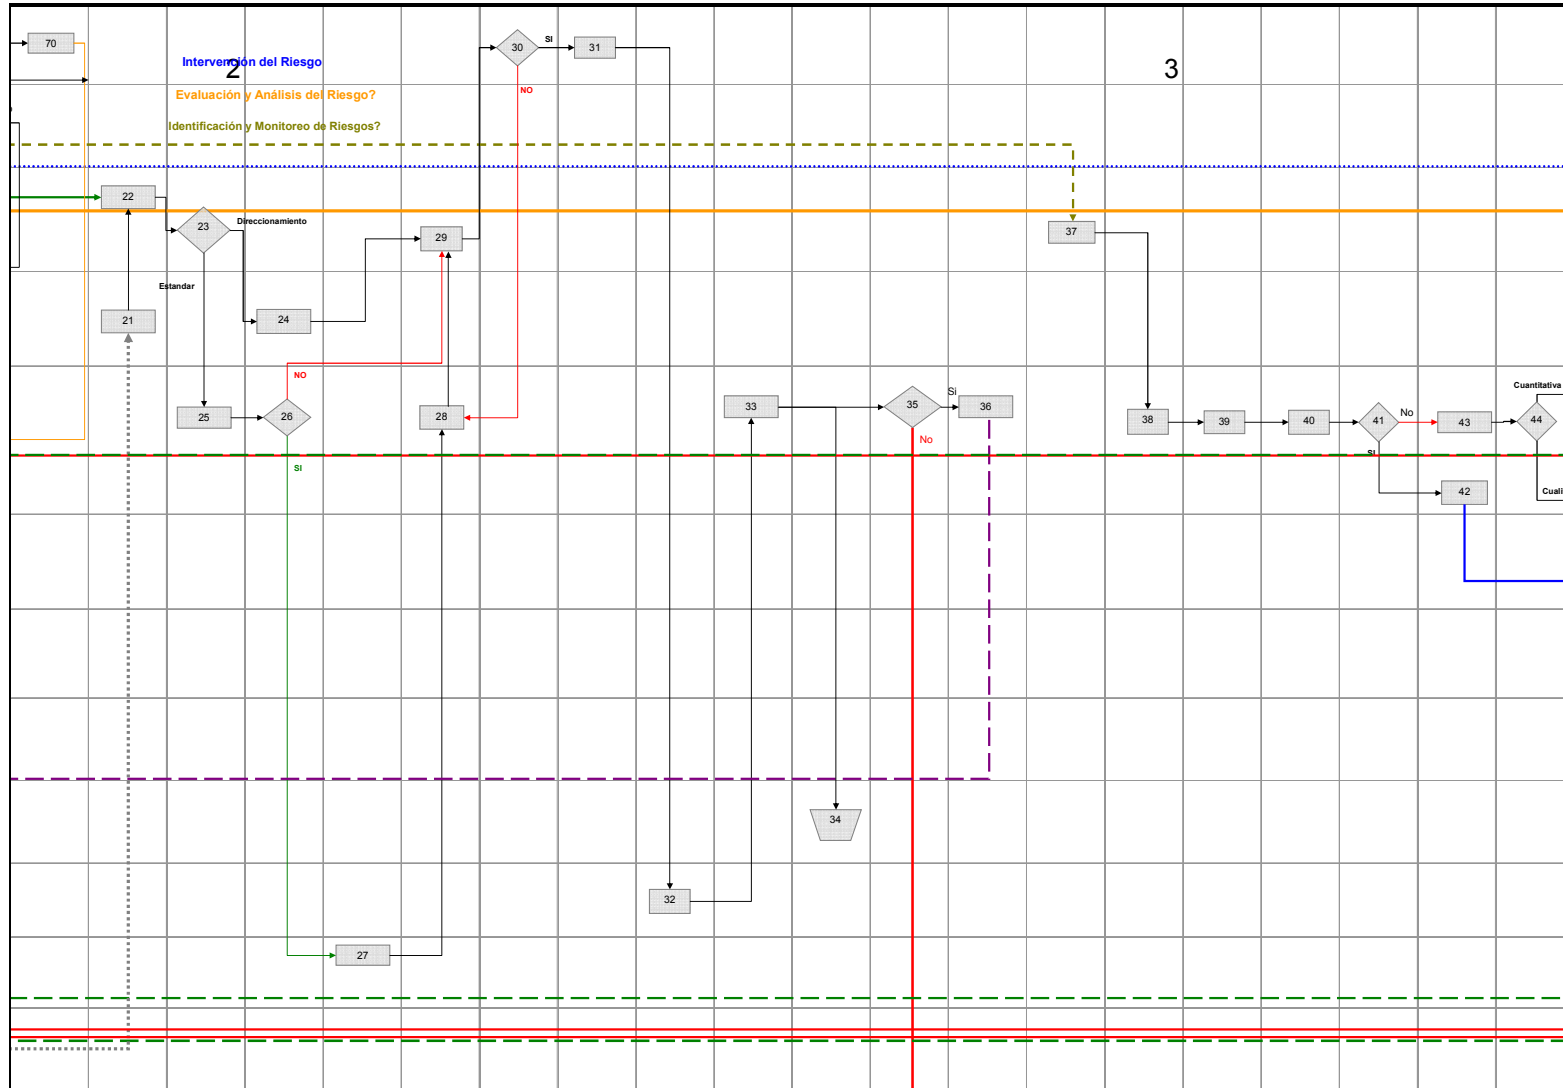 70
30
SI
31
Intervención del Riesgo
2
3
NO
Evaluación y Análisis del Riesgo?
Identificación y Monitoreo de Riesgos?
22
23
Direccionamiento
29
37
Estandar
21
24
NO
Cuantitativa
25
26
28
33
35
Si
36
38
39
40
41
No
43
44
No
SI
SI
42
Cuali
34
32
27